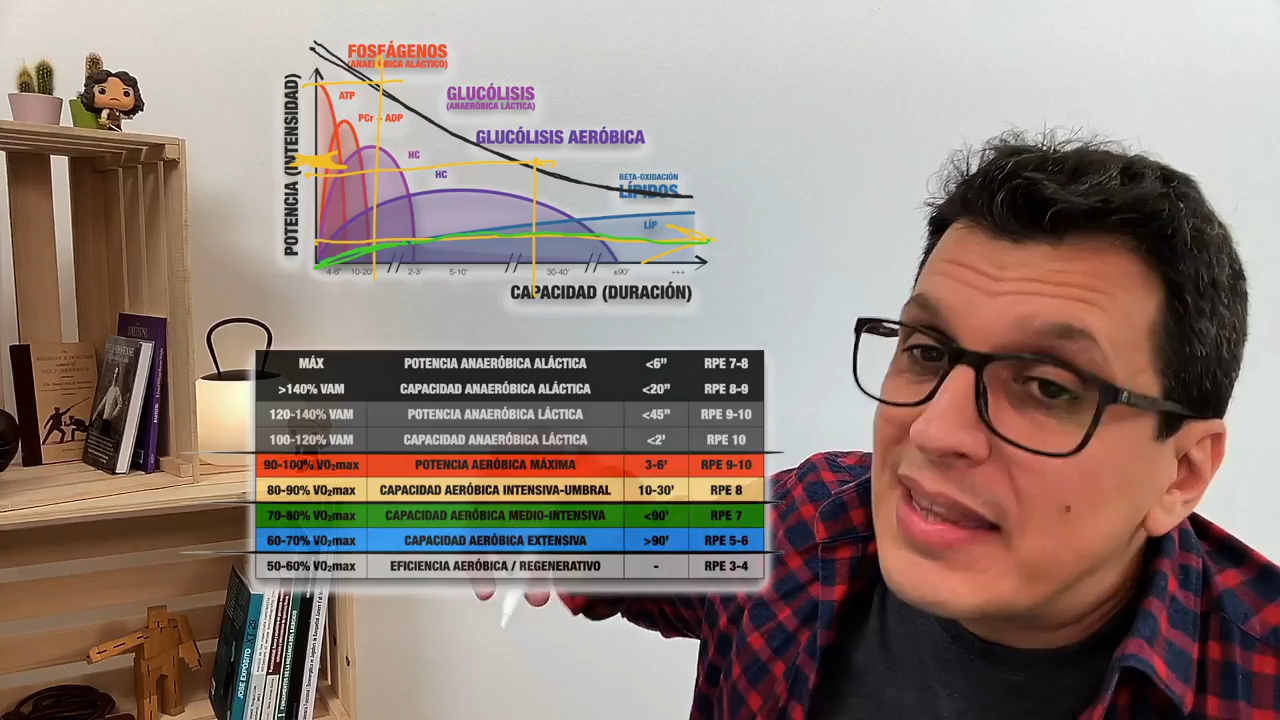 FOSFÁGENOS
(ANAERÓBICA ALÁCTICA)
ATP
PCr + ADP
GLUCÓLISIS
(ANAERÓBICA LÁCTICA)
GLUCÓLISIS AERÓBICA
HC
HC
BETA-OXIDACIÓN
LÍPIDOS
LÍP
POTENCIA (INTENSIDAD)
4-6" 10-20" 2-3' 5-10' 30-40' ±90' +++
CAPACIDAD (DURACIÓN)
MÁX POTENCIA ANAERÓBICA ALÁCTICA <6” RPE 7-8
>140% VAM CAPACIDAD ANAERÓBICA ALÁCTICA <20” RPE 8-9
120-140% VAM POTENCIA ANAERÓBICA LÁCTICA <45” RPE 9-10
100-120% VAM CAPACIDAD ANAERÓBICA LÁCTICA <2’ RPE 10
90-100% VO₂max POTENCIA AERÓBICA MÁXIMA 3-6’ RPE 9-10
80-90% VO₂max CAPACIDAD AERÓBICA INTENSIVA-UMBRAL 10-30’ RPE 8
70-80% VO₂max CAPACIDAD AERÓBICA MEDIO-INTENSIVA <90’ RPE 7
60-70% VO₂max CAPACIDAD AERÓBICA EXTENSIVA >90’ RPE 5-6
50-60% VO₂max EFICIENCIA AERÓBICA / REGENERATIVO - RPE 3-4
JOSE EXPÓSITO